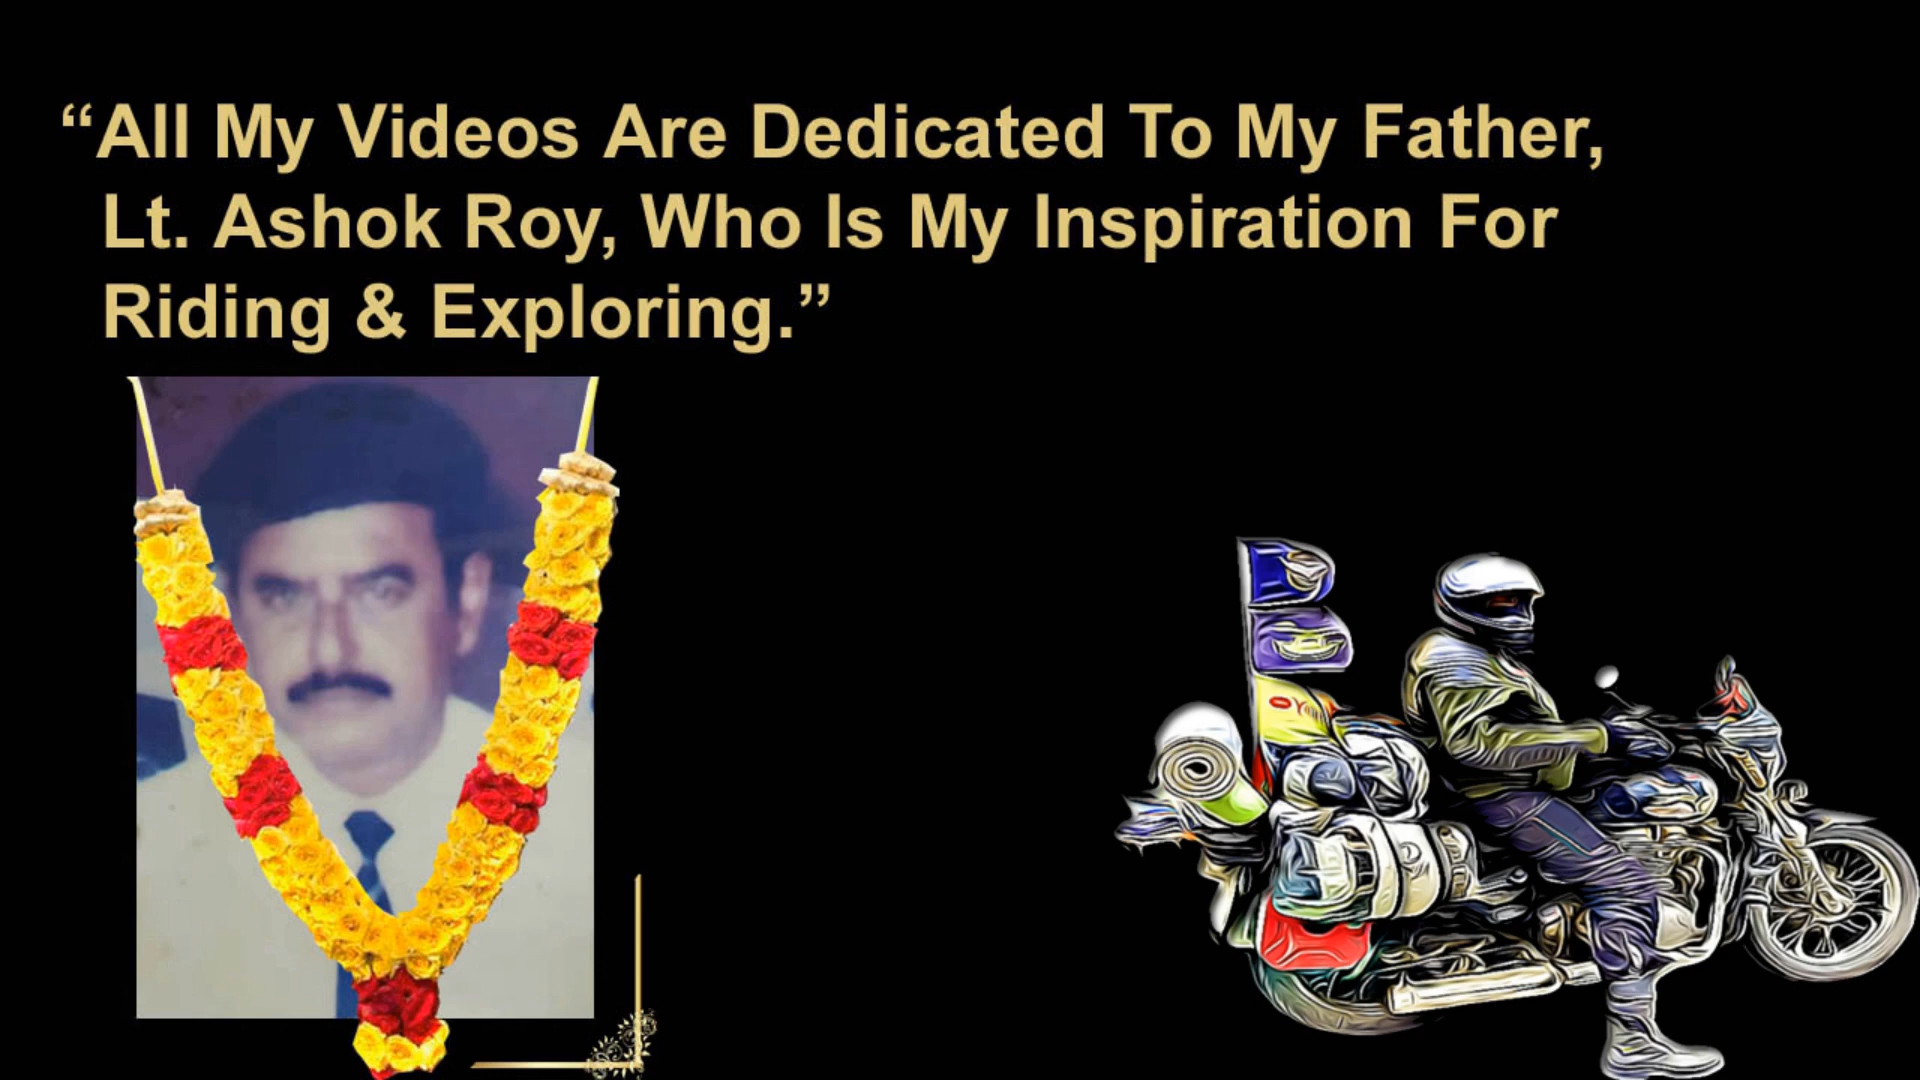 “All My Videos Are Dedicated To My Father,
Lt. Ashok Roy, Who Is My Inspiration For
Riding & Exploring.”